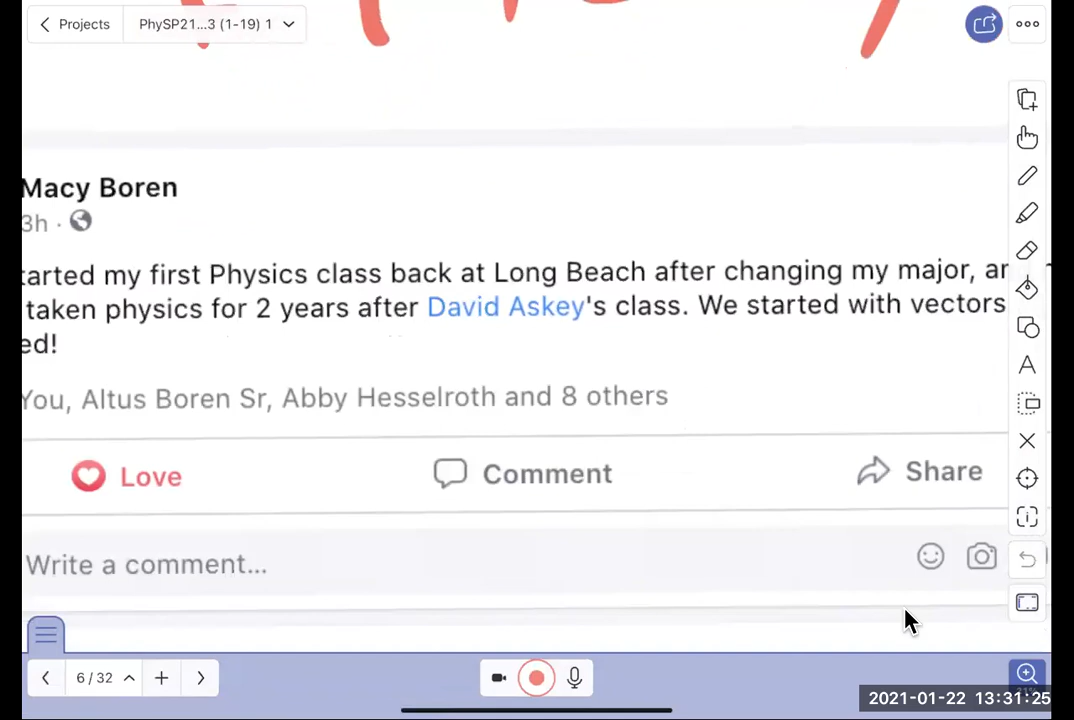 Projects
PhySP21...3 (1-19) 1
Macy Boren
3h ·
tarted my first Physics class back at Long Beach after changing my major, an
taken physics for 2 years after David Askey's class. We started with vectors
ed!
You, Altus Boren Sr, Abby Hesselroth and 8 others
Love
Comment
Share
Write a comment...
6 / 32
2021-01-22 13:31:25